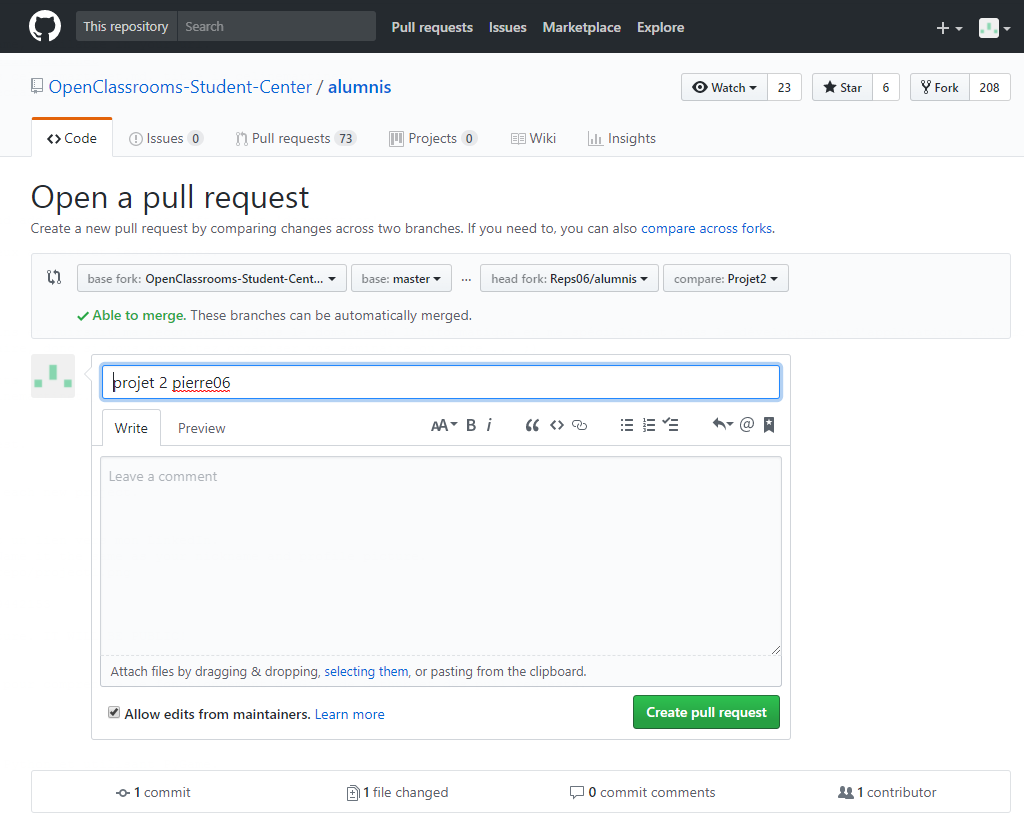 This repository Search Pull requests Issues Marketplace Explore
OpenClassrooms-Student-Center / alumnis Watch 23 Star 6 Fork 208
Code Issues 0 Pull requests 73 Projects 0 Wiki Insights
Open a pull request
Create a new pull request by comparing changes across two branches. If you need to, you can also compare across forks.
base fork: OpenClassrooms-Student-Cent... base: master ... head fork: Reps06/alumnis compare: Projet2
Able to merge. These branches can be automatically merged.
projet 2 pierre06
Write Preview AA B i “ <> @
Leave a comment
Attach files by dragging & dropping, selecting them, or pasting from the clipboard.
Allow edits from maintainers. Learn more Create pull request
1 commit 1 file changed 0 commit comments 1 contributor